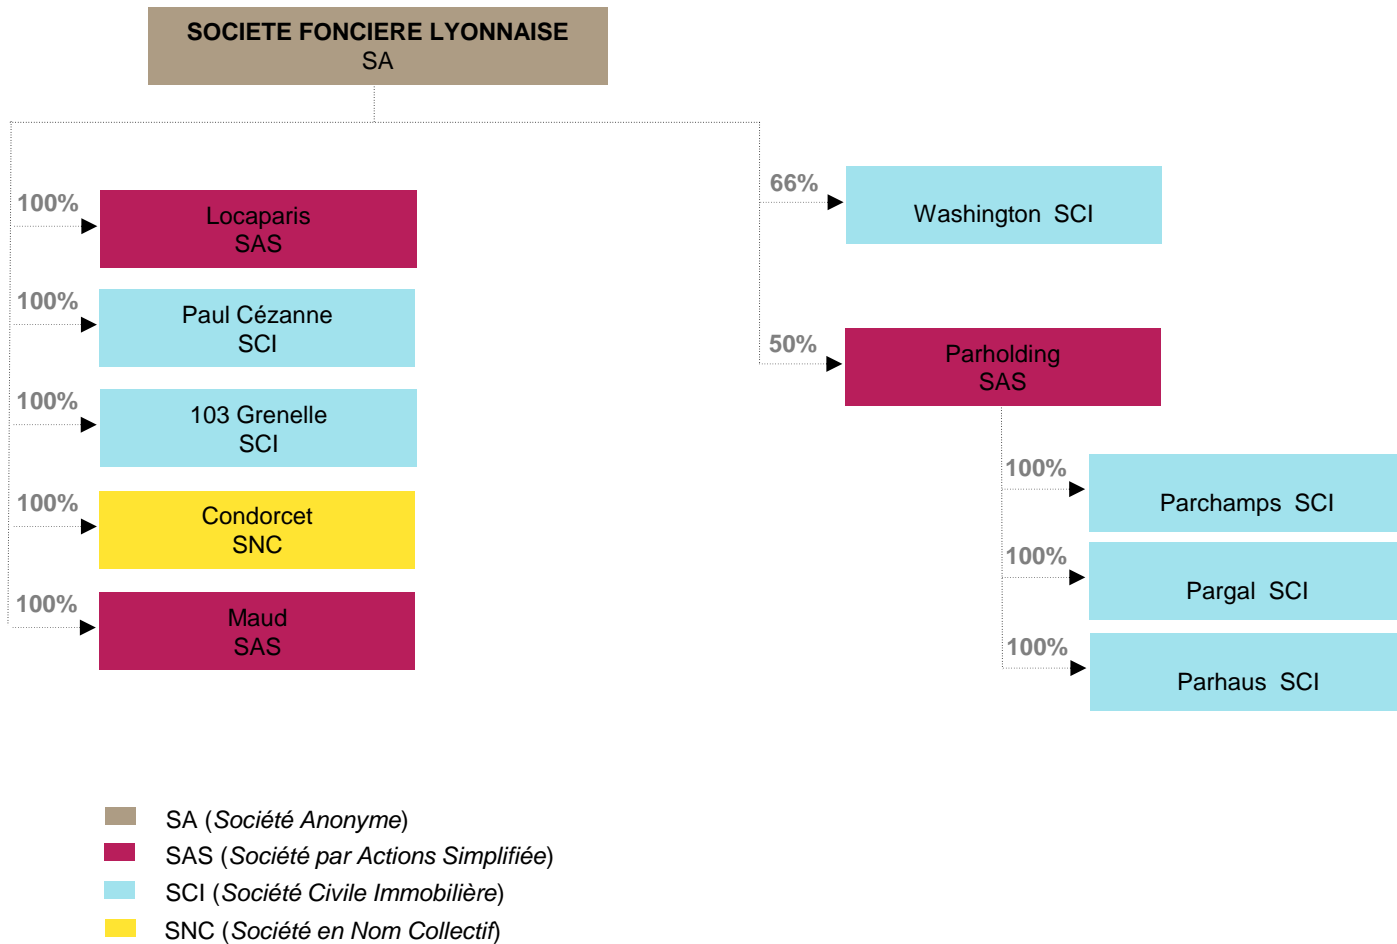 SOCIETE FONCIERE LYONNAISE
SA
100%
Locaparis
SAS
100%
Paul Cézanne
SCI
100%
103 Grenelle
SCI
100%
Condorcet
SNC
100%
Maud
SAS
66%
Washington SCI
50%
Parholding
SAS
100%
Parchamps SCI
100%
Pargal SCI
100%
Parhaus SCI
SA (Société Anonyme)
SAS (Société par Actions Simplifiée)
SCI (Société Civile Immobilière)
SNC (Société en Nom Collectif)